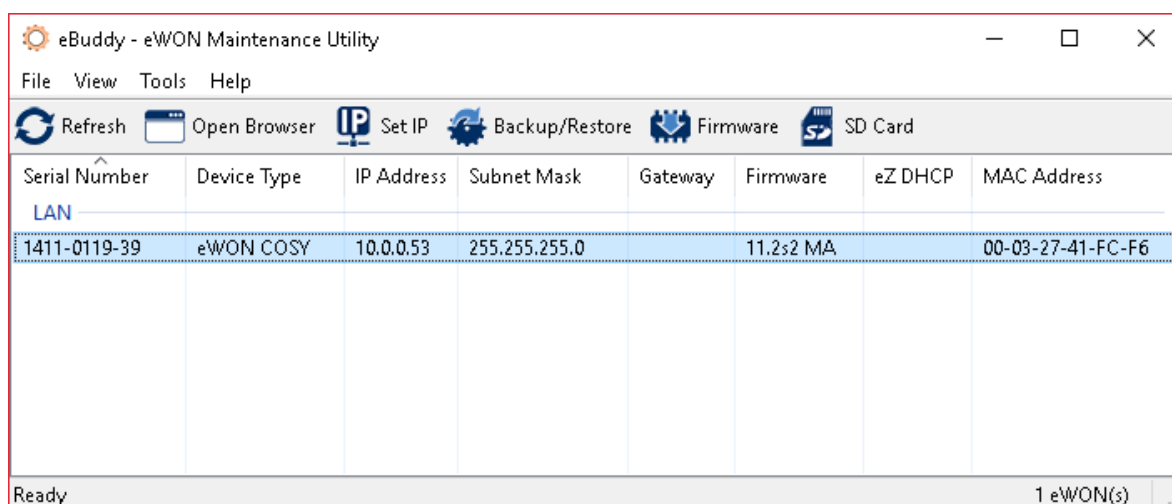 eBuddy - eWON Maintenance Utility
File View Tools Help
Refresh Open Browser IP Set IP Backup/Restore Firmware SD SD Card
Serial Number Device Type IP Address Subnet Mask Gateway Firmware eZ DHCP MAC Address
LAN
1411-0119-39 eWON COSY 10.0.0.53 255.255.255.0 11.2s2 MA 00-03-27-41-FC-F6
Ready 1 eWON(s)